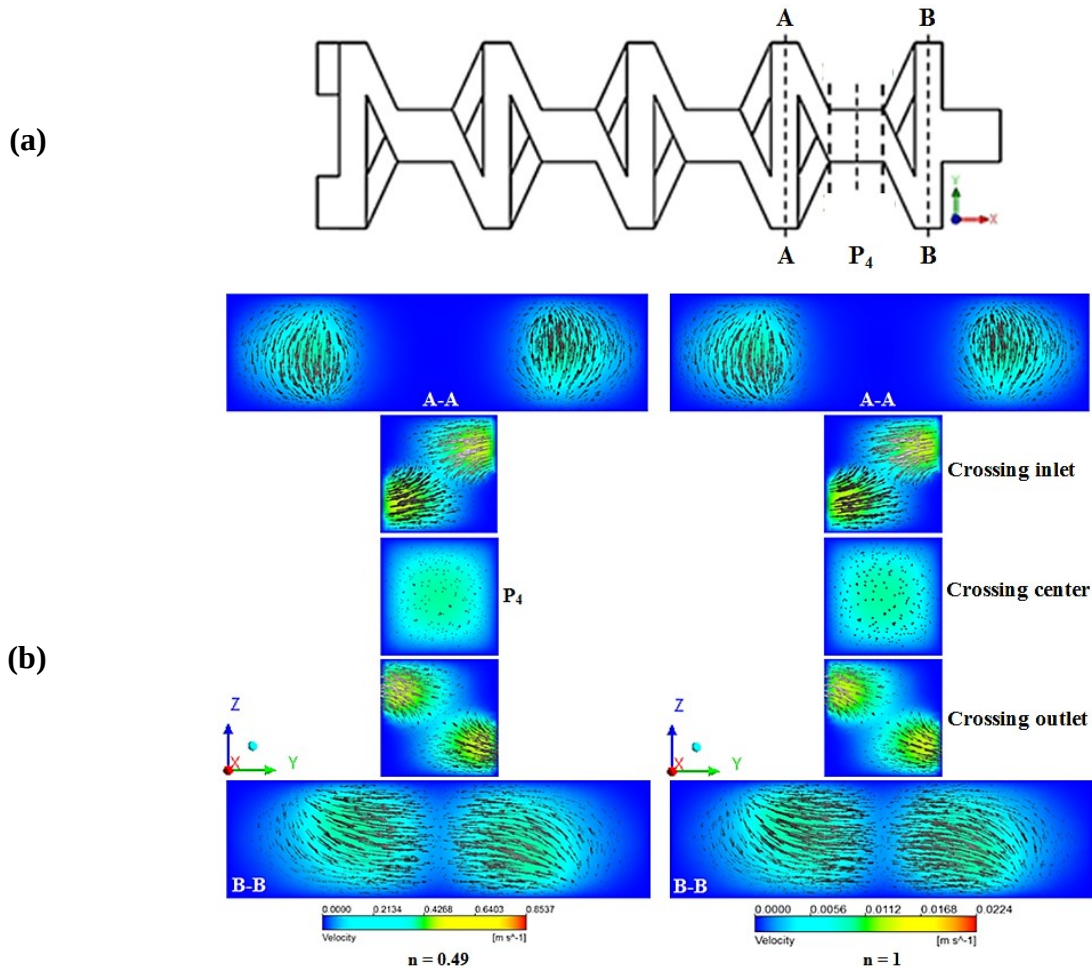 A B
(a)
Y
X
A P₄ B
A-A A-A
Crossing inlet
P₄ Crossing center
(b)
Crossing outlet
Z Z
X Y X Y
B-B B-B
0.0000 0.2134 0.4268 0.6403 0.8537 0.0000 0.0056 0.0112 0.0168 0.0224
Velocity [m s^-1] Velocity [m s^-1]
n = 0.49 n = 1